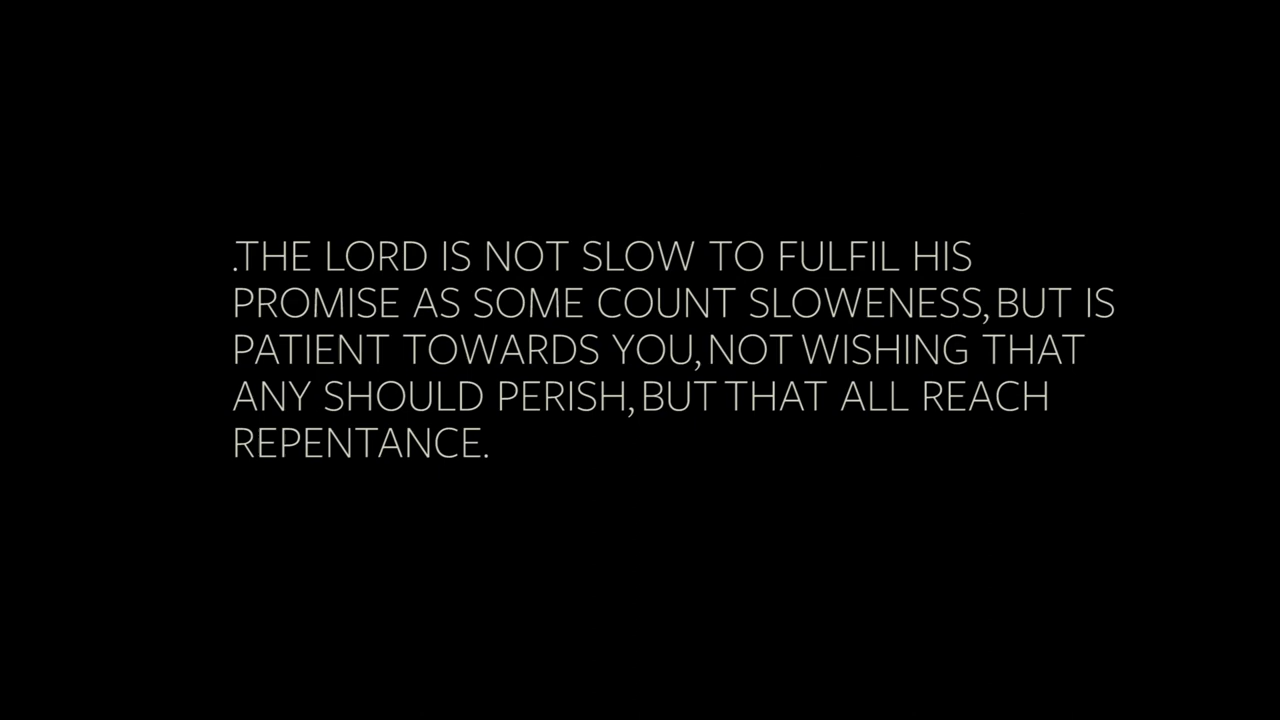 .THE LORD IS NOT SLOW TO FULFIL HIS
PROMISE AS SOME COUNT SLOWENESS, BUT IS
PATIENT TOWARDS YOU, NOT WISHING THAT
ANY SHOULD PERISH, BUT THAT ALL REACH
REPENTANCE.